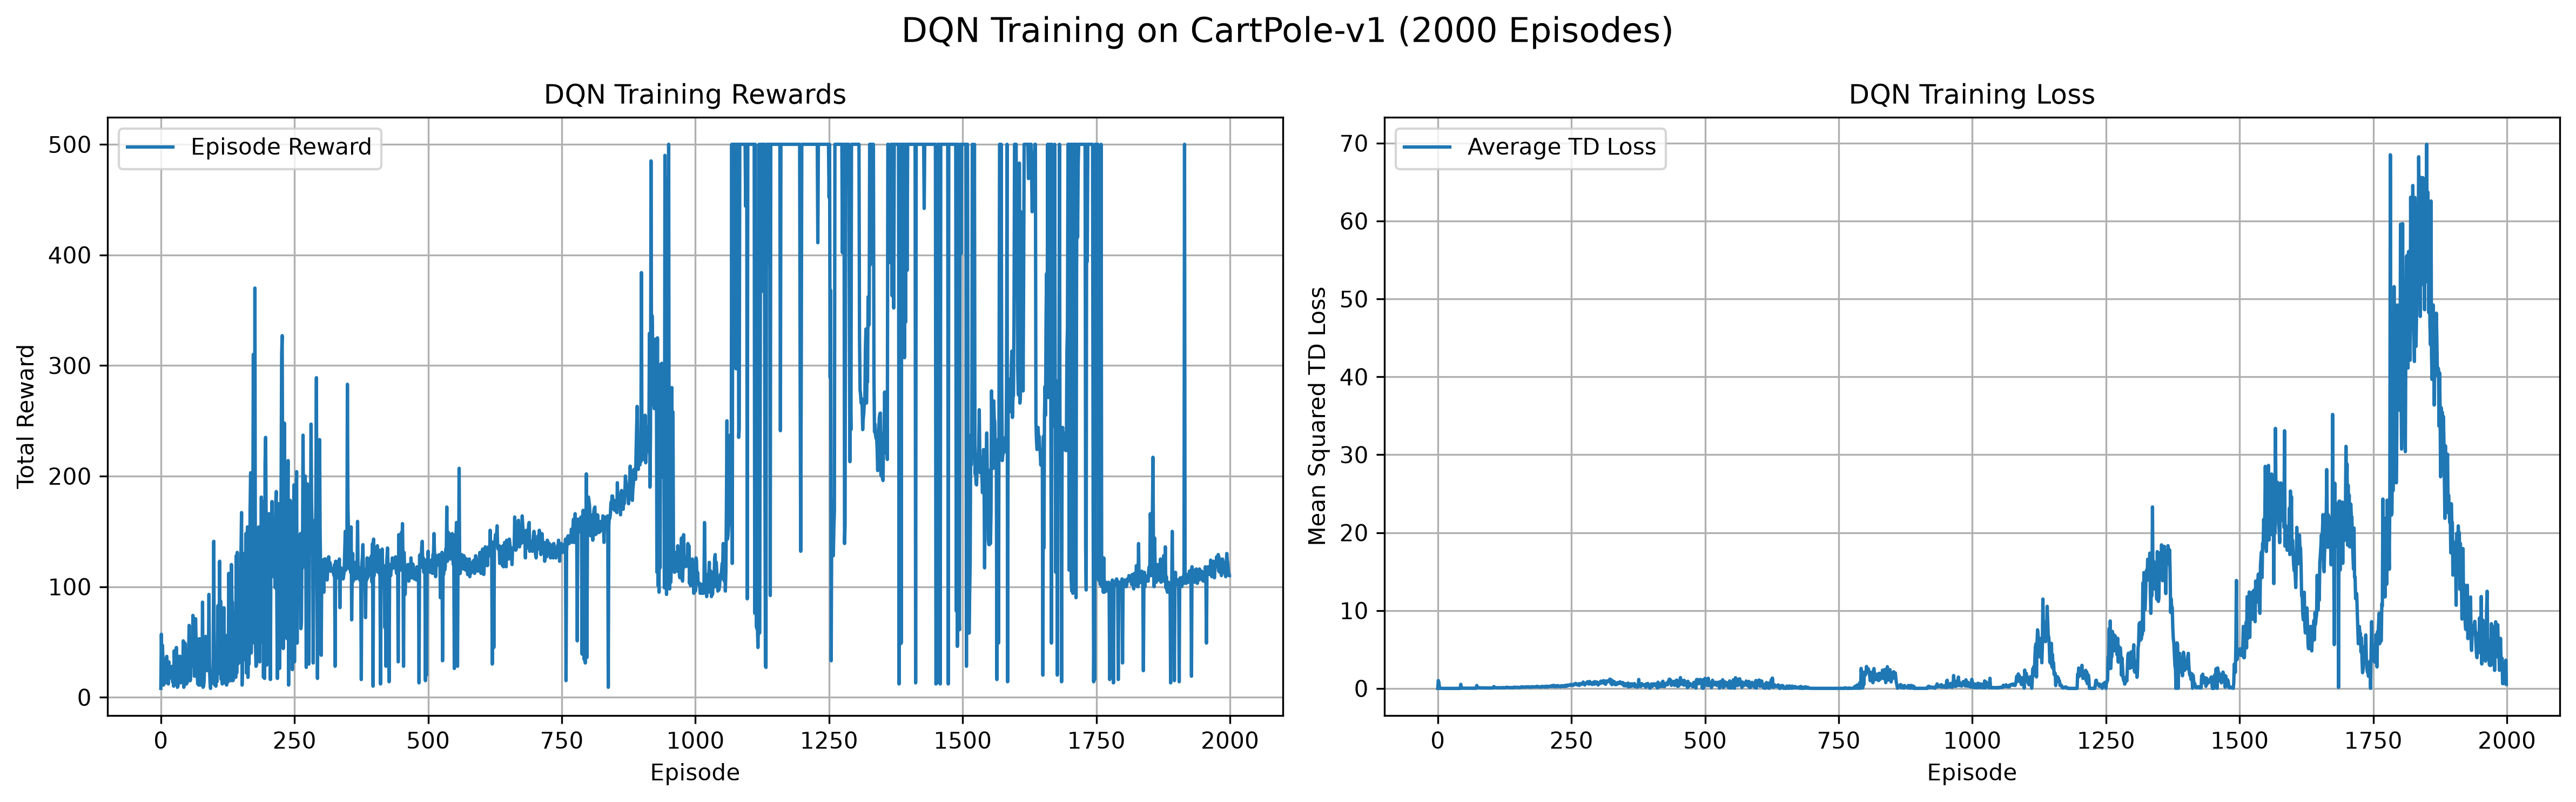 DQN Training on CartPole-v1 (2000 Episodes)
DQN Training Rewards
Episode Reward
Total Reward
500
400
300
200
100
0
0 250 500 750 1000 1250 1500 1750 2000
Episode
DQN Training Loss
Average TD Loss
Mean Squared TD Loss
70
60
50
40
30
20
10
0
0 250 500 750 1000 1250 1500 1750 2000
Episode